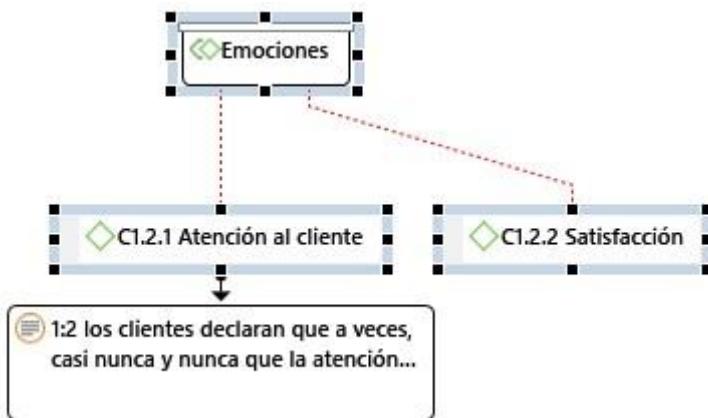 Emociones
C1.2.1 Atención al cliente
C1.2.2 Satisfacción
1:2 los clientes declaran que a veces,
casi nunca y nunca que la atención...